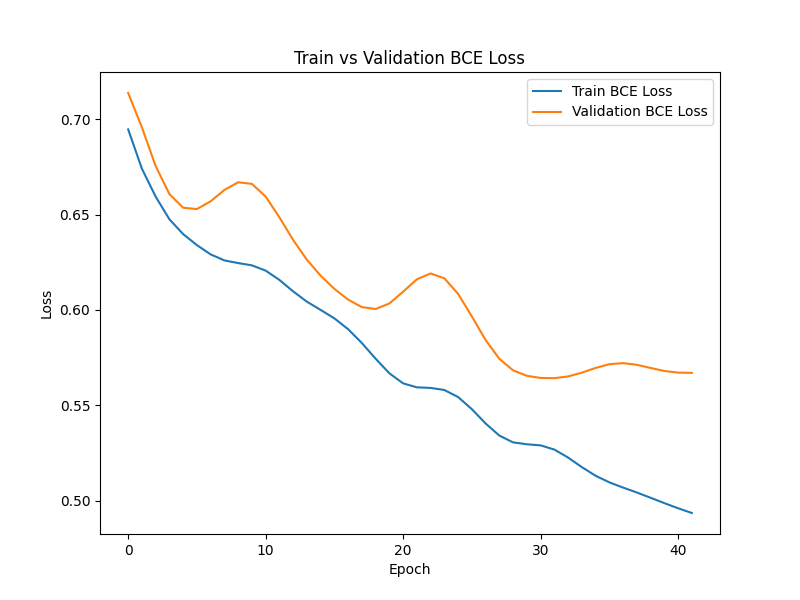 Train vs Validation BCE Loss
Train BCE Loss
Validation BCE Loss
0.70
0.65
0.60
0.55
0.50
Loss
0 10 20 30 40
Epoch